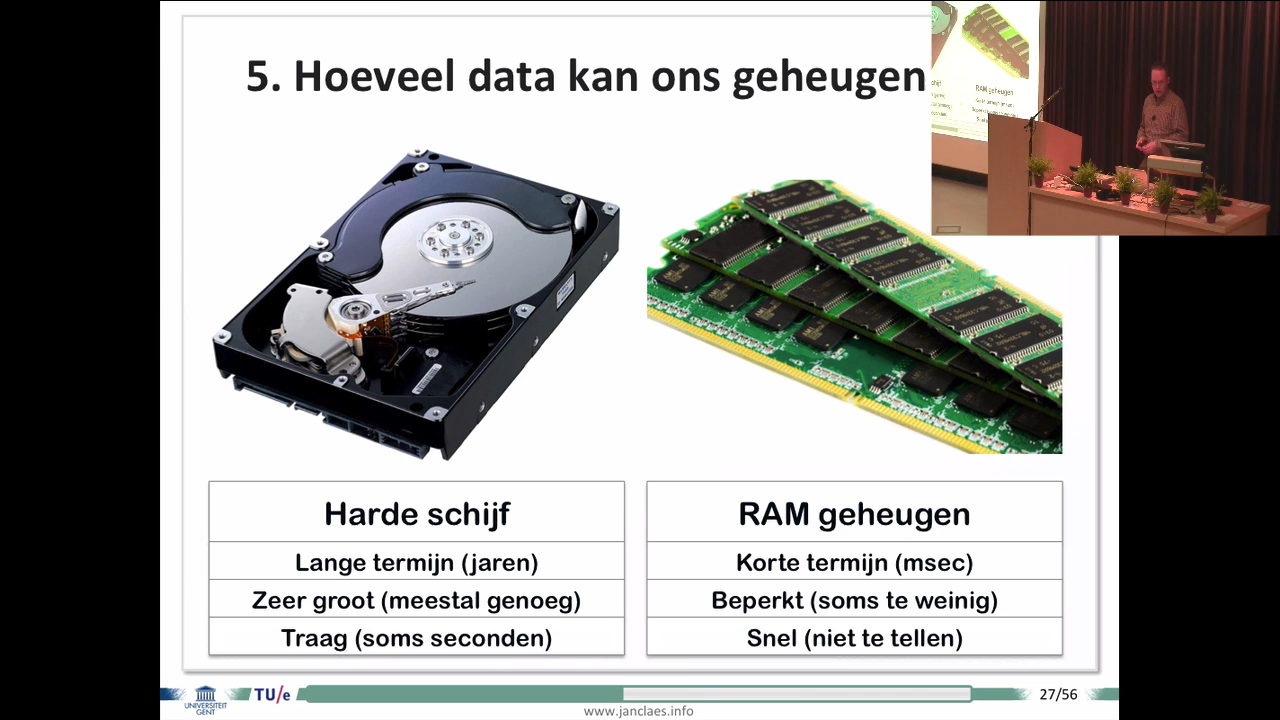 5. Hoeveel data kan ons geheugen
RAM geheugen
Harde schijf
RAM geheugen
Lange termijn (jaren)
Korte termijn (msec)
Zeer groot (meestal genoeg)
Beperkt (soms te weinig)
Traag (soms seconden)
Snel (niet te tellen)
UNIVERSITEIT
GENT
TU/e
27/56
www.janclaes.info